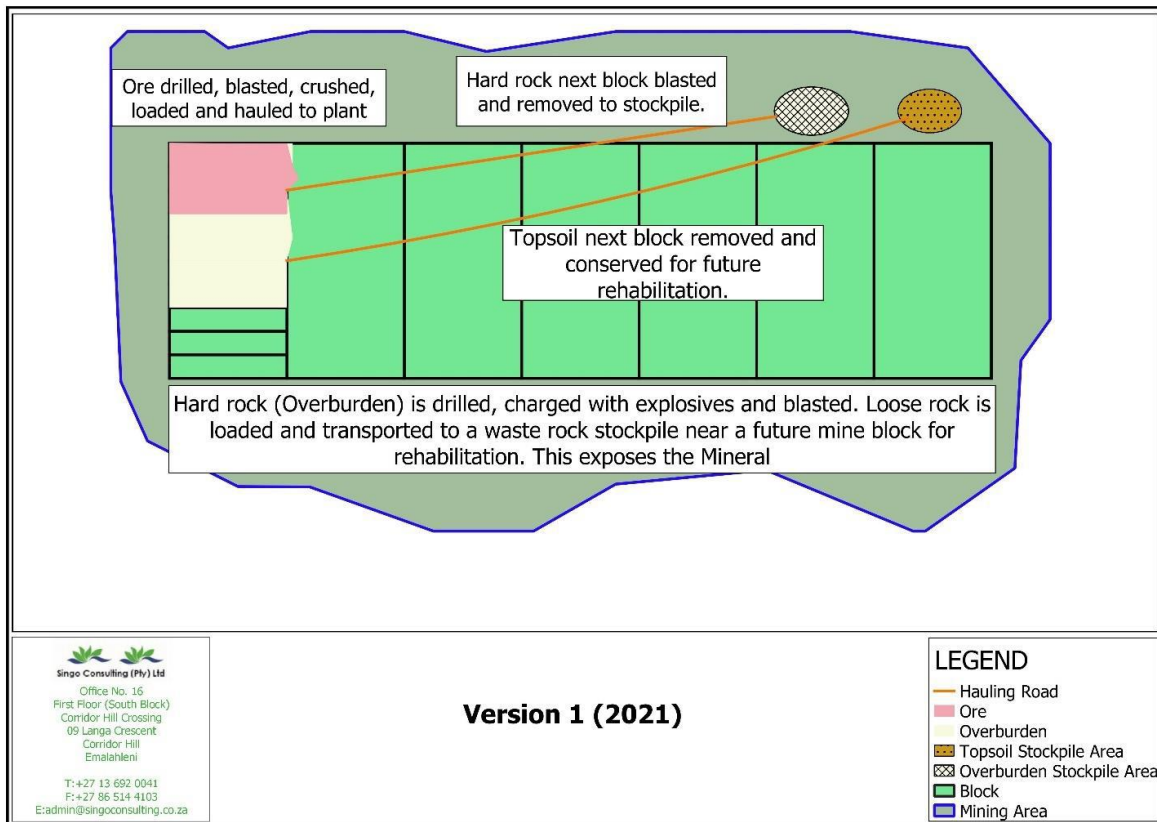 Ore drilled, blasted, crushed,
loaded and hauled to plant
Hard rock next block blasted
and removed to stockpile.
Topsoil next block removed and
conserved for future
rehabilitation.
Hard rock (Overburden) is drilled, charged with explosives and blasted. Loose rock is
loaded and transported to a waste rock stockpile near a future mine block for
rehabilitation. This exposes the Mineral
Singo Consulting (Pty) Ltd
Office No. 16
First Floor (South Block)
Corridor Hill Crossing
09 Langa Crescent
Corridor Hill
Emalahleni
T:+27 13 692 0041
F:+27 86 514 4103
E:admin@singoconsulting.co.za
Version 1 (2021)
LEGEND
Hauling Road
Ore
Overburden
Topsoil Stockpile Area
Overburden Stockpile Area
Block
Mining Area